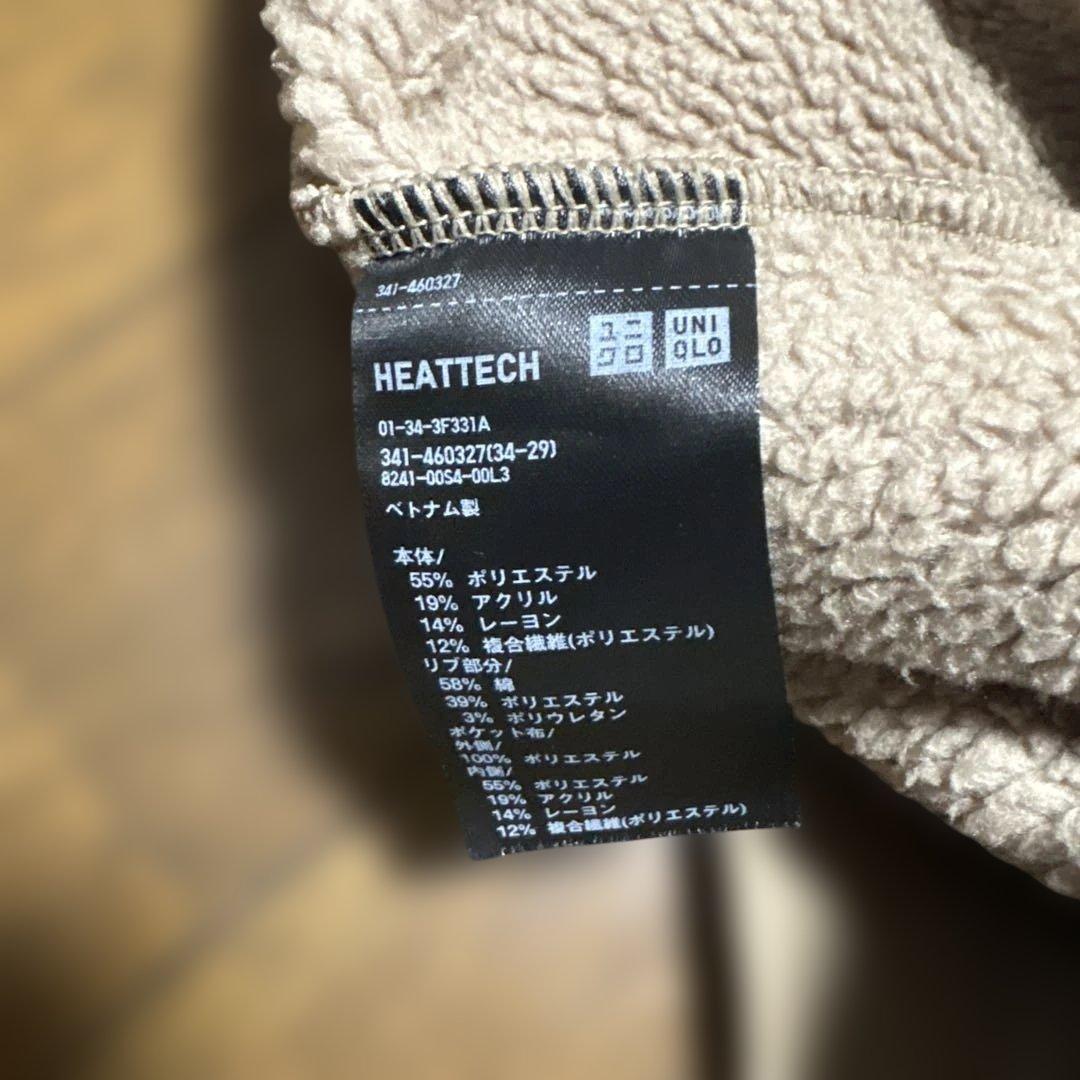 341-460327
ユニクロ
UNIQLO
HEATTECH
01-34-3F331A
341-460327(34-29)
8241-00S4-00L3
ベトナム製
本体/
55% ポリエステル
19% アクリル
14% レーヨン
12% 複合繊維(ポリエステル)
リブ部分/
58% 綿
39% ポリエステル
3% ポリウレタン
ポケット布/
外側/
100% ポリエステル
内側/
55% ポリエステル
19% アクリル
14% レーヨン
12% 複合繊維(ポリエステル)